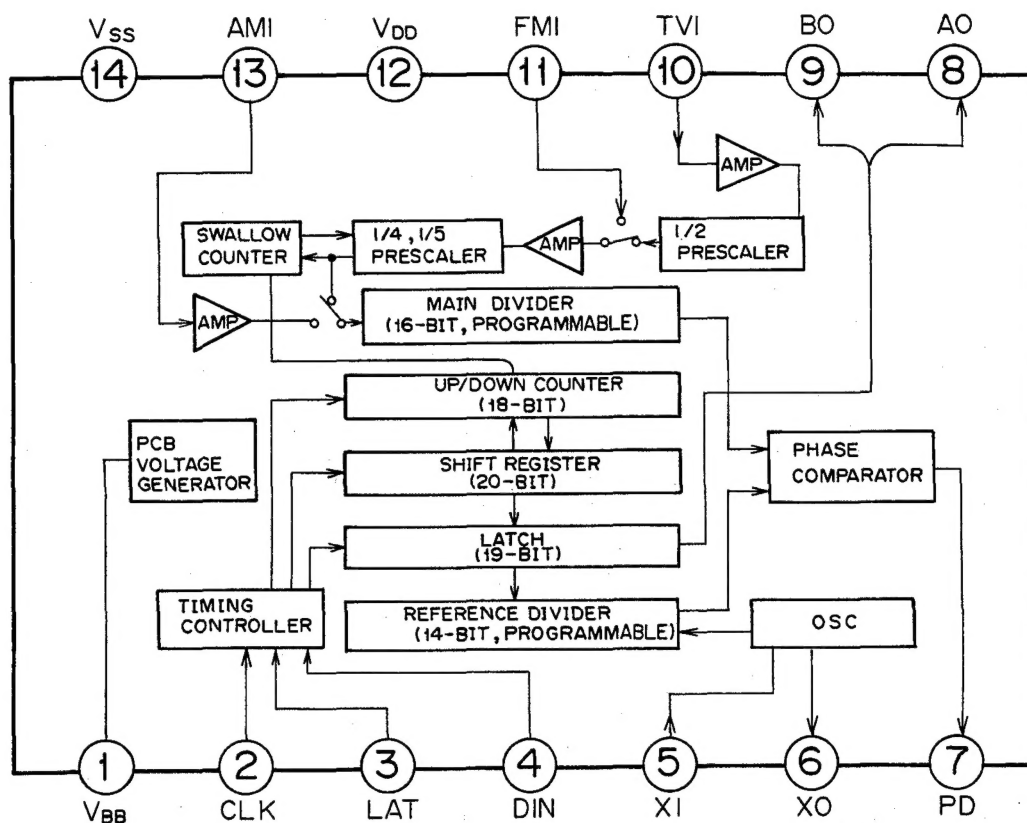 VSS AMI VDD FMI TVI BO AO
14 13 12 11 10 9 8
AMP
SWALLOW
COUNTER
1/4, 1/5
PRESCALER
AMP
1/2
PRESCALER
AMP
MAIN DIVIDER
(16-BIT, PROGRAMMABLE)
UP/DOWN COUNTER
(18-BIT)
PCB
VOLTAGE
GENERATOR
SHIFT REGISTER
(20-BIT)
PHASE
COMPARATOR
LATCH
(19-BIT)
TIMING
CONTROLLER
REFERENCE DIVIDER
(14-BIT, PROGRAMMABLE)
OSC
1 2 3 4 5 6 7
VBB CLK LAT DIN XI XO PD